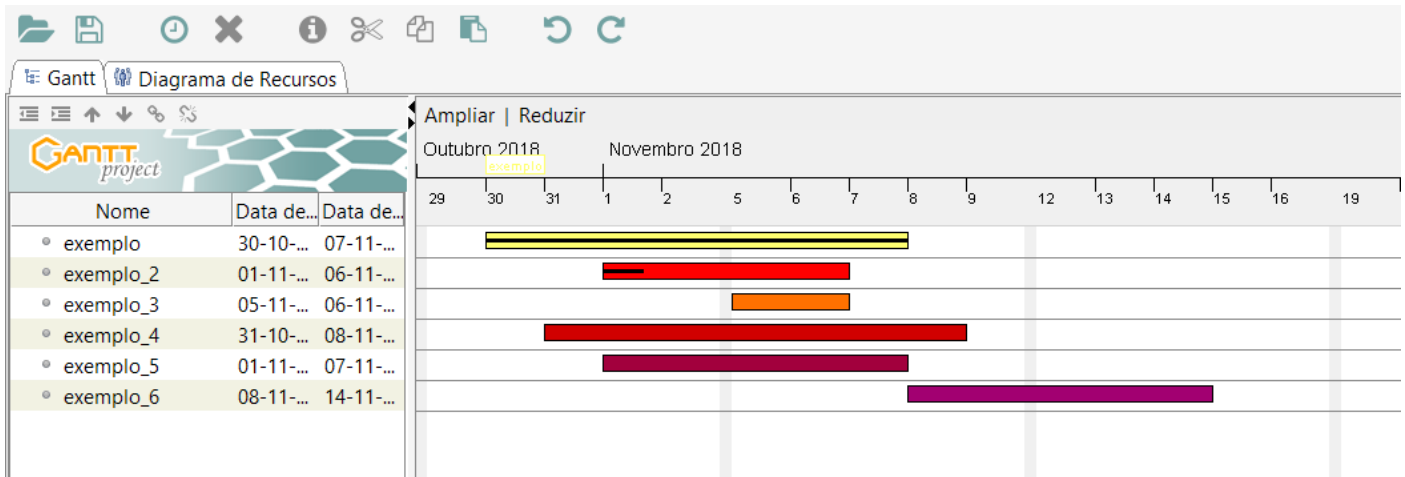 Gantt Diagrama de Recursos
Ampliar | Reduzir
GANTT project
Outubro 2018 Novembro 2018
exemplo
29 30 31 1 2 5 6 7 8 9 12 13 14 15 16 19
Nome Data de... Data de...
exemplo 30-10-... 07-11-...
exemplo_2 01-11-... 06-11-...
exemplo_3 05-11-... 06-11-...
exemplo_4 31-10-... 08-11-...
exemplo_5 01-11-... 07-11-...
exemplo_6 08-11-... 14-11-...